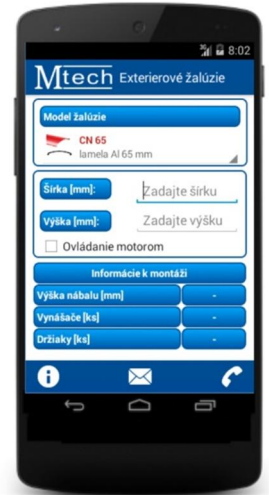 3G 8:02
Mtech Exterierové žalúzie
Model žalúzie
CN 65
lamela Al 65 mm
Šírka [mm]: Zadajte šírku
Výška [mm]: Zadajte výšku
Ovládanie motorom
Informácie k montáži
Výška nábalu [mm] -
Vynášače [ks] -
Držiaky [ks] -